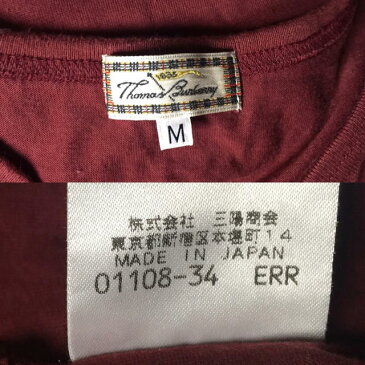 1835
Thomas Burberry
M
株式会社 三陽商会
東京都新宿区本塩町14
MADE IN JAPAN
01108-34 ERR